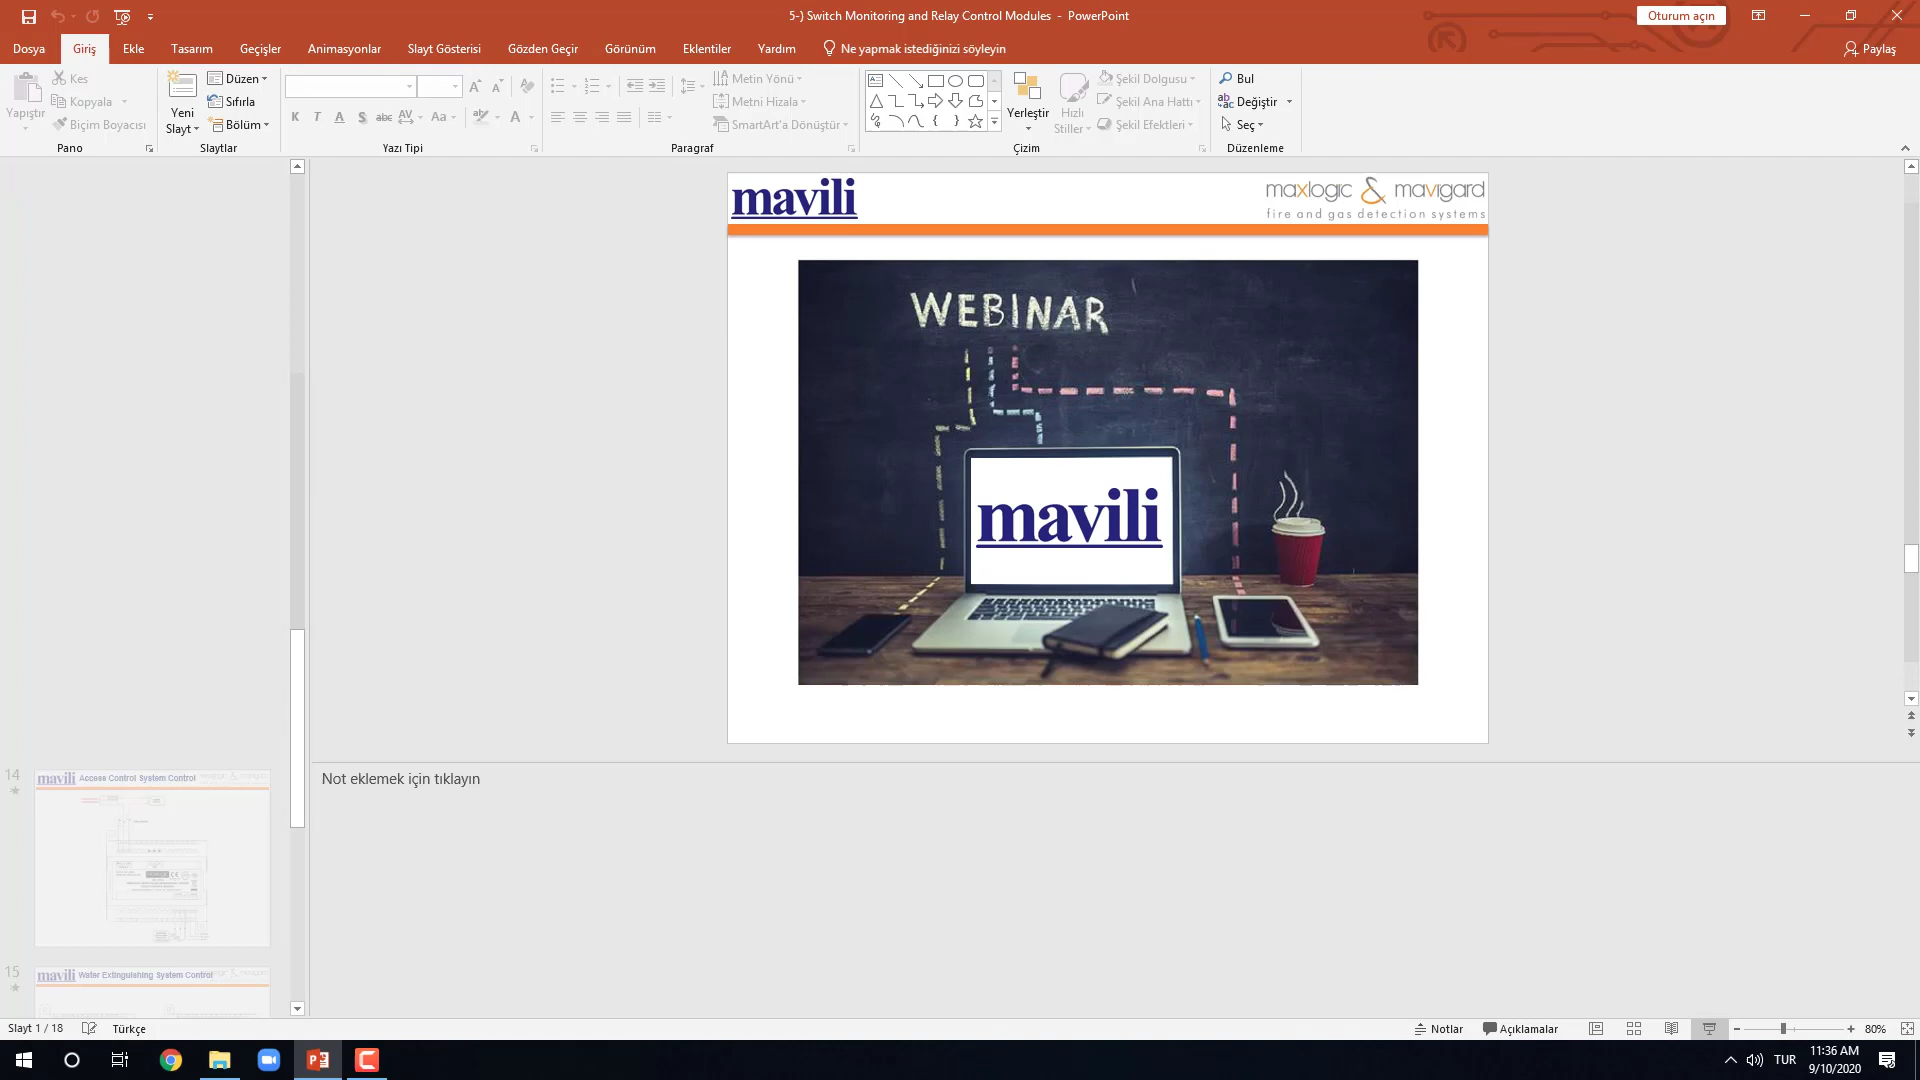 5-) Switch Monitoring and Relay Control Modules - PowerPoint
Oturum açın
Dosya Giriş Ekle Tasarım Geçişler Animasyonlar Slayt Gösterisi Gözden Geçir Görünüm Eklentiler Yardım Ne yapmak istediğinizi söyleyin Paylaş
Yapıştır
Kes
Kopyala
Biçim Boyacısı
Pano
Yeni
Slayt
Düzen
Sıfırla
Bölüm
Slaytlar
K T A S abc AV Aa A
Yazı Tipi
Metin Yönü
Metni Hizala
SmartArt'a Dönüştür
Paragraf
Yerleştir
Hızlı
Stiller
Şekil Dolgusu
Şekil Ana Hattı
Şekil Efektleri
Çizim
Bul
Değiştir
Seç
Düzenleme
mavili
maxlogic & mavigard
fire and gas detection systems
WEBINAR
mavili
14
mavili Access Control System Control
15
mavili Water Extinguishing System Control
Not eklemek için tıklayın
Slayt 1 / 18 Türkçe Notlar Açıklamalar 80%
TUR
11:36 AM
9/10/2020